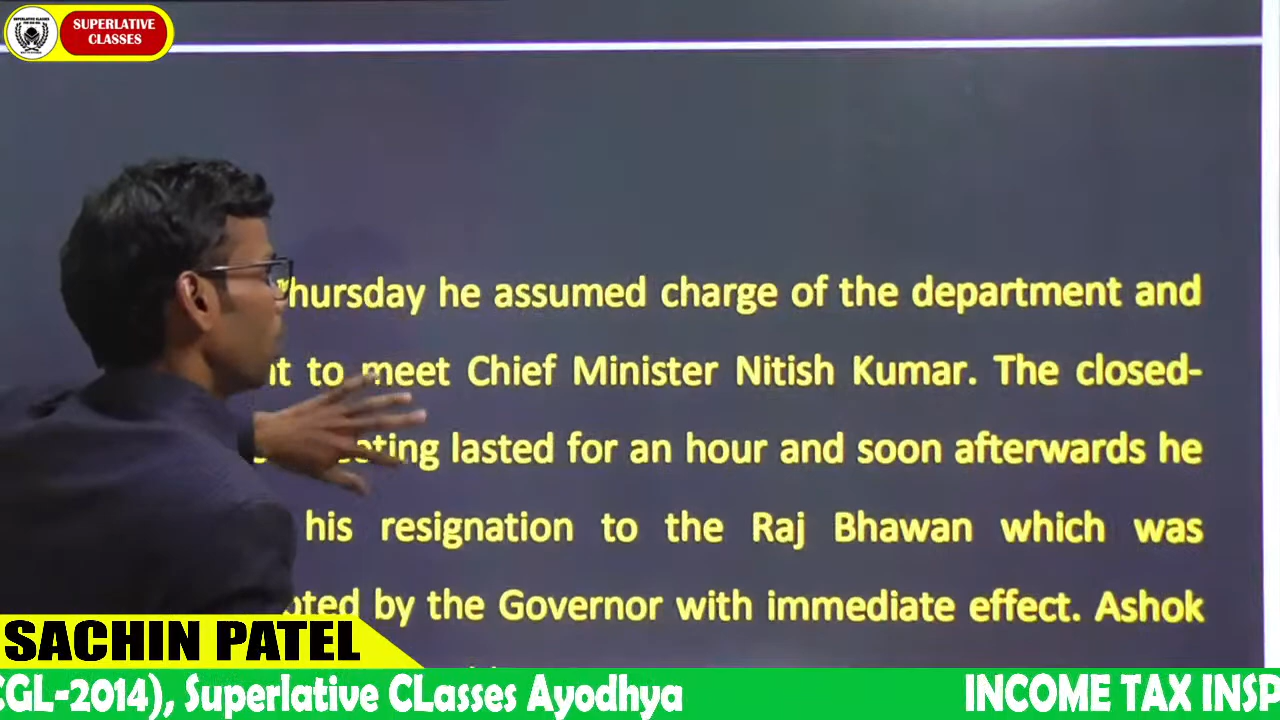 SUPERLATIVE
CLASSES
Thursday he assumed charge of the department and
to meet Chief Minister Nitish Kumar. The closed-
lasted for an hour and soon afterwards he
his resignation to the Raj Bhawan which was
by the Governor with immediate effect. Ashok
SACHIN PATEL
CGL-2014), Superlative CLasses Ayodhya INCOME TAX INSP